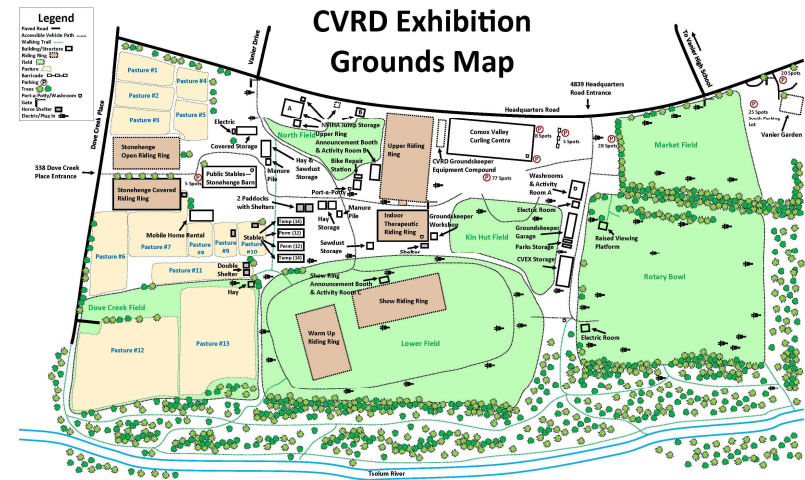 CVRD Exhibition
Grounds Map
Legend
Paved Road
Accessible Vehicle Path
Walking Trail
Building/Structure
Riding Ring
Field
Pasture
Barricade
Parking P
Trees
Port-a-Potty/Washroom
Gate
Horse Shelter
Electric/Plug In
Vanier Drive
To Vanier High School
4839 Headquarters
Road Entrance
Headquarters Road
20 Spots
P
P
25 Spots
South Parking
Lot
Vanier Garden
Dove Creek Place
338 Dove Creek
Place Entrance
Pasture #1
Pasture #2
Pasture #3
Pasture #4
Pasture #5
Electric
Covered Storage
A
B
North Field
NVIHA Jump Storage
Upper Ring
Announcement Booth
& Activity Room B
Bike Repair
Station
Upper Riding
Ring
Comox Valley
Curling Centre
P
8 Spots
P
5 Spots
P
28 Spots
P
Market Field
CVRD Groundskeeper
Equipment Compound
P
77 Spots
Stonehenge
Open Riding Ring
Stonehenge Covered
Riding Ring
P
5 Spots
Public Stables—
Stonehenge Barn
Manure
Pile
Hay &
Sawdust
Storage
Port-a-Potty
Washrooms
& Activity
Room A
Electric Room
2 Paddocks
with Shelters
Hay
Storage
Manure
Pile
Indoor
Therapeutic
Riding Ring
Groundskeeper
Workshop
Shelter
Sawdust
Storage
Mobile Home Rental
Temp (14)
Perm (12)
Perm (12)
Temp (14)
Stables
Pasture #6
Pasture #7
Pasture
#8
Pasture
#9
Pasture
#10
Pasture #11
Double
Shelter
Hay
Kin Hut Field
Groundskeeper
Garage
Parks Storage
CVEX Storage
Raised Viewing
Platform
Rotary Bowl
Dove Creek Field
Pasture #12
Pasture #13
Show Ring
Announcement Booth
& Activity Room C
Show Riding Ring
Warm Up
Riding Ring
Lower Field
Electric Room
Tsolum River